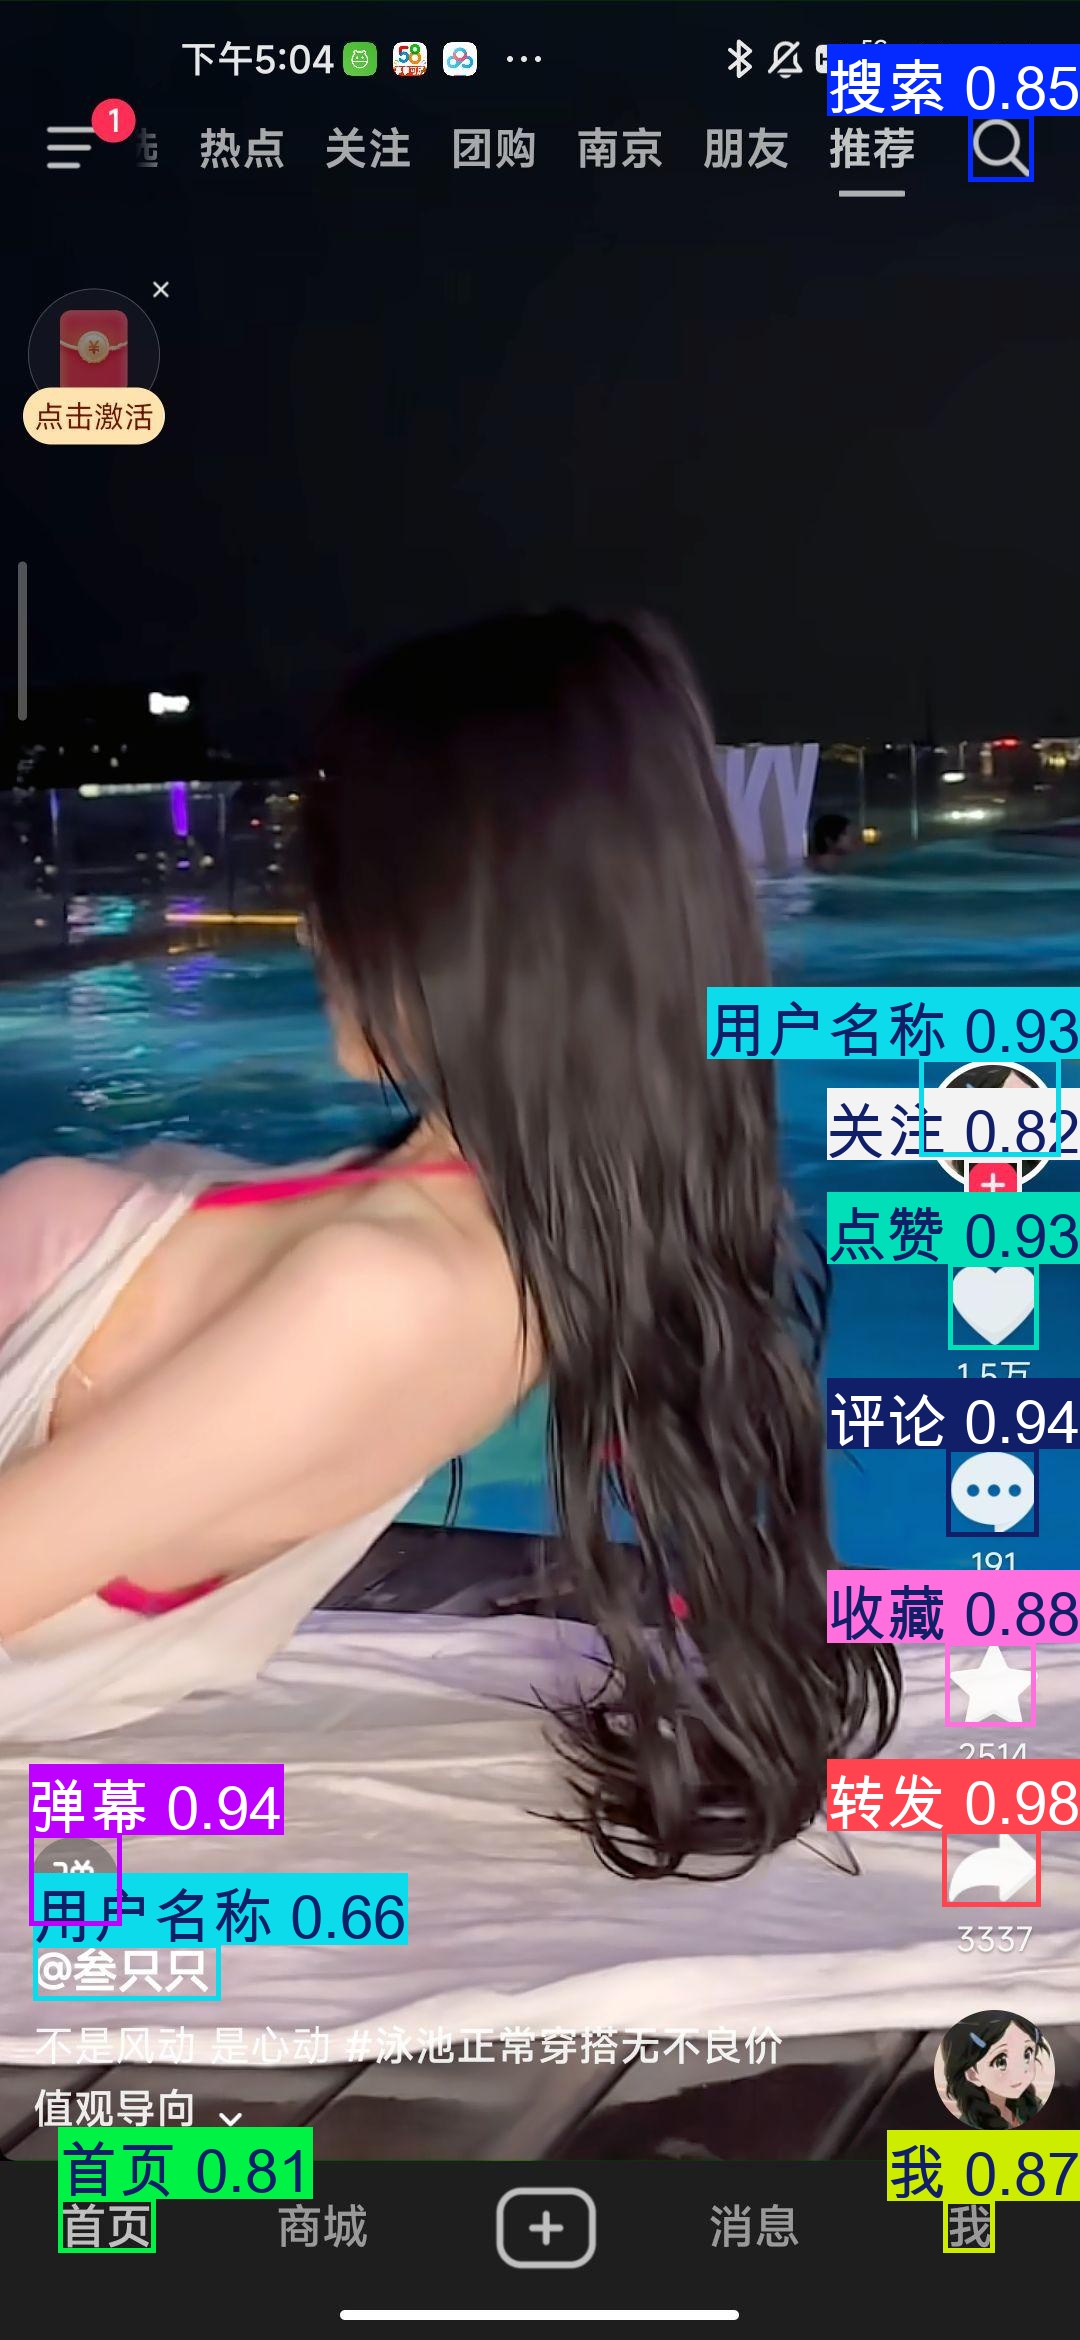 下午5:04 58 ...
搜索 0.85
1
热点 关注 团购 南京 朋友 推荐
点击激活
KY
用户名称 0.93
关注 0.82
点赞 0.93
评论 0.94
191
收藏 0.88
2514
弹幕 0.94
转发 0.98
用户名称 0.66
3337
@叁只只
不是风动 是心动 #泳池正常穿搭无不良价
值观导向
首页 0.81
我 0.87
首页 商城 消息 我